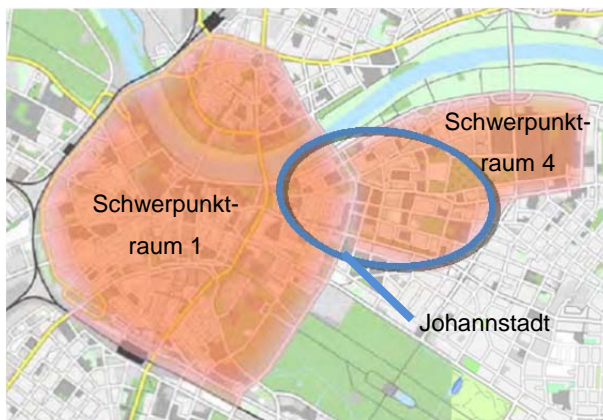 Schwerpunkt-
raum 4
Schwerpunkt-
raum 1
Johannstadt